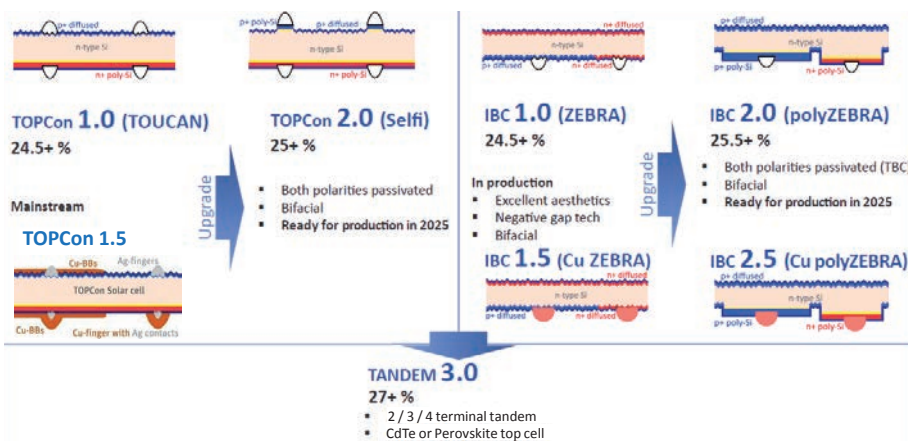 p+ diffused
n-type Si
n+ poly-Si
TOPCon 1.0 (TOUCAN)
24.5+ %
Mainstream
TOPCon 1.5
Cu-BBs
Ag-fingers
TOPCon Solar cell
Cu-BBs
Cu-finger with Ag contacts
Upgrade
p+ poly-Si
p+ diffused
n-type Si
n+ poly-Si
TOPCon 2.0 (Selfi)
25+ %
▪ Both polarities passivated
▪ Bifacial
▪ Ready for production in 2025
n+ diffused
n-type Si
p+ diffused
n+ diffused
IBC 1.0 (ZEBRA)
24.5+ %
In production
▪ Excellent aesthetics
▪ Negative gap tech
▪ Bifacial
IBC 1.5 (Cu ZEBRA)
n+ diffused
n-type Si
p+ diffused
n+ diffused
Upgrade
p+ diffused
n-type Si
p+ poly-Si
n+ poly-Si
IBC 2.0 (polyZEBRA)
25.5+ %
▪ Both polarities passivated (TBC)
▪ Bifacial
▪ Ready for production in 2025
IBC 2.5 (Cu polyZEBRA)
p+ diffused
n-type Si
p+ poly-Si
n+ poly-Si
TANDEM 3.0
27+ %
▪ 2 / 3 / 4 terminal tandem
▪ CdTe or Perovskite top cell